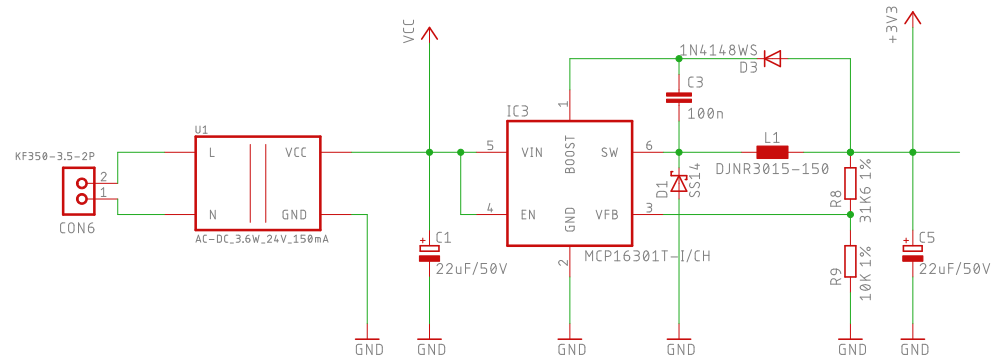 VCC
+3V3
1N4148WS
D3
C3
100n
IC3
1
U1
KF350-3.5-2P
L
VCC
5
VIN
BOOST
SW
6
L1
DJNR3015-150
2
1
D1
SS14
R8
31K6 1%
N
GND
4
EN
GND
VFB
3
CON6
AC-DC_3.6W_24V_150mA
+
C1
22uF/50V
2
MCP16301T-I/CH
R9
10K 1%
+
C5
22uF/50V
GND
GND
GND
GND
GND
GND